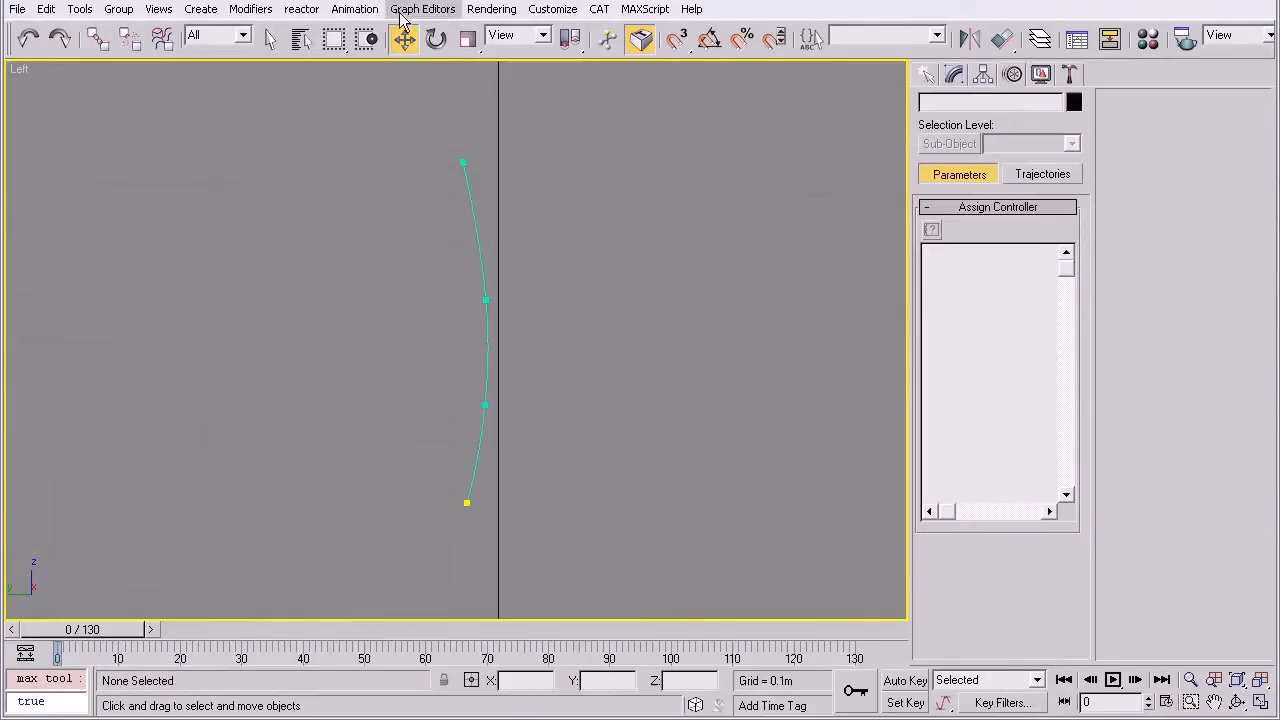 File Edit Tools Group Views Create Modifiers reactor Animation Graph Editors Rendering Customize CAT MAXScript Help
All View 3 % ABC View
Left
Selection Level:
Sub-Object
Parameters Trajectories
- Assign Controller
?
z
y x
< 0 / 130 >
0 10 20 30 40 50 60 70 80 90 100 110 120 130
max tool: None Selected X: Y: Z: Grid = 0.1m Auto Key Selected
true Click and drag to select and move objects Add Time Tag Set Key Key Filters... 0